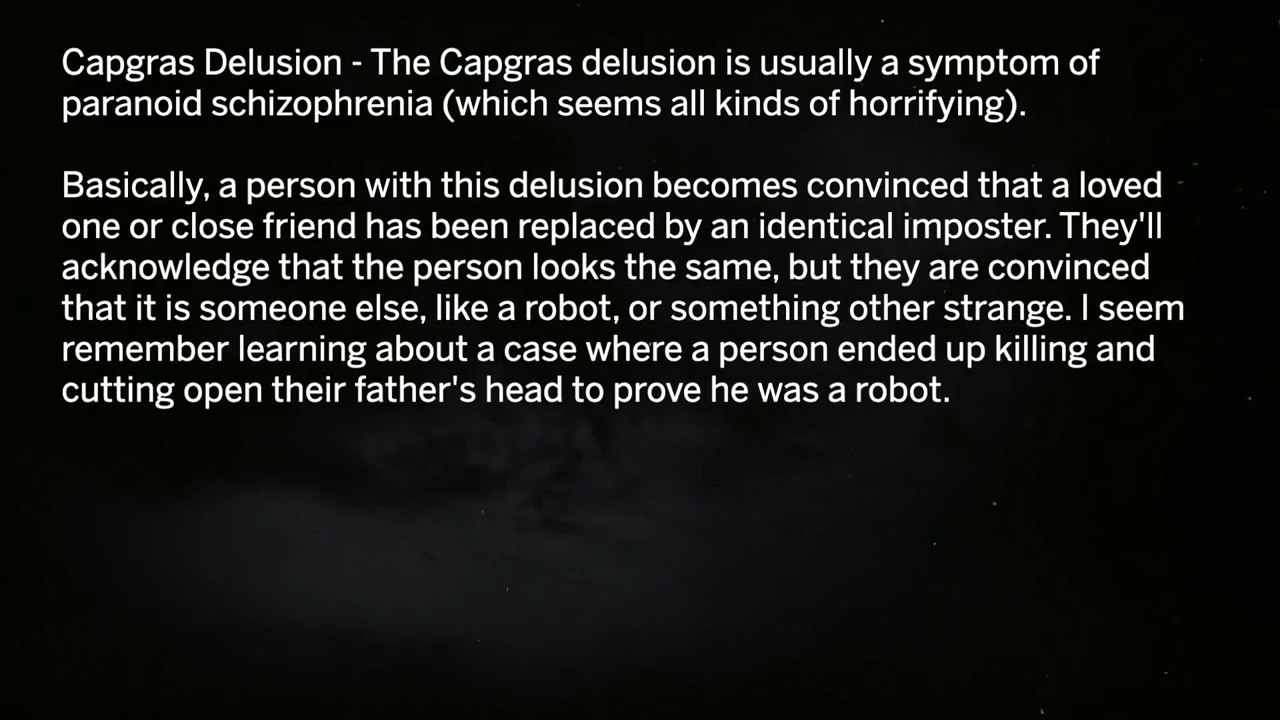 Capgras Delusion - The Capgras delusion is usually a symptom of
paranoid schizophrenia (which seems all kinds of horrifying).
Basically, a person with this delusion becomes convinced that a loved
one or close friend has been replaced by an identical imposter. They'll
acknowledge that the person looks the same, but they are convinced
that it is someone else, like a robot, or something other strange. I seem
remember learning about a case where a person ended up killing and
cutting open their father's head to prove he was a robot.